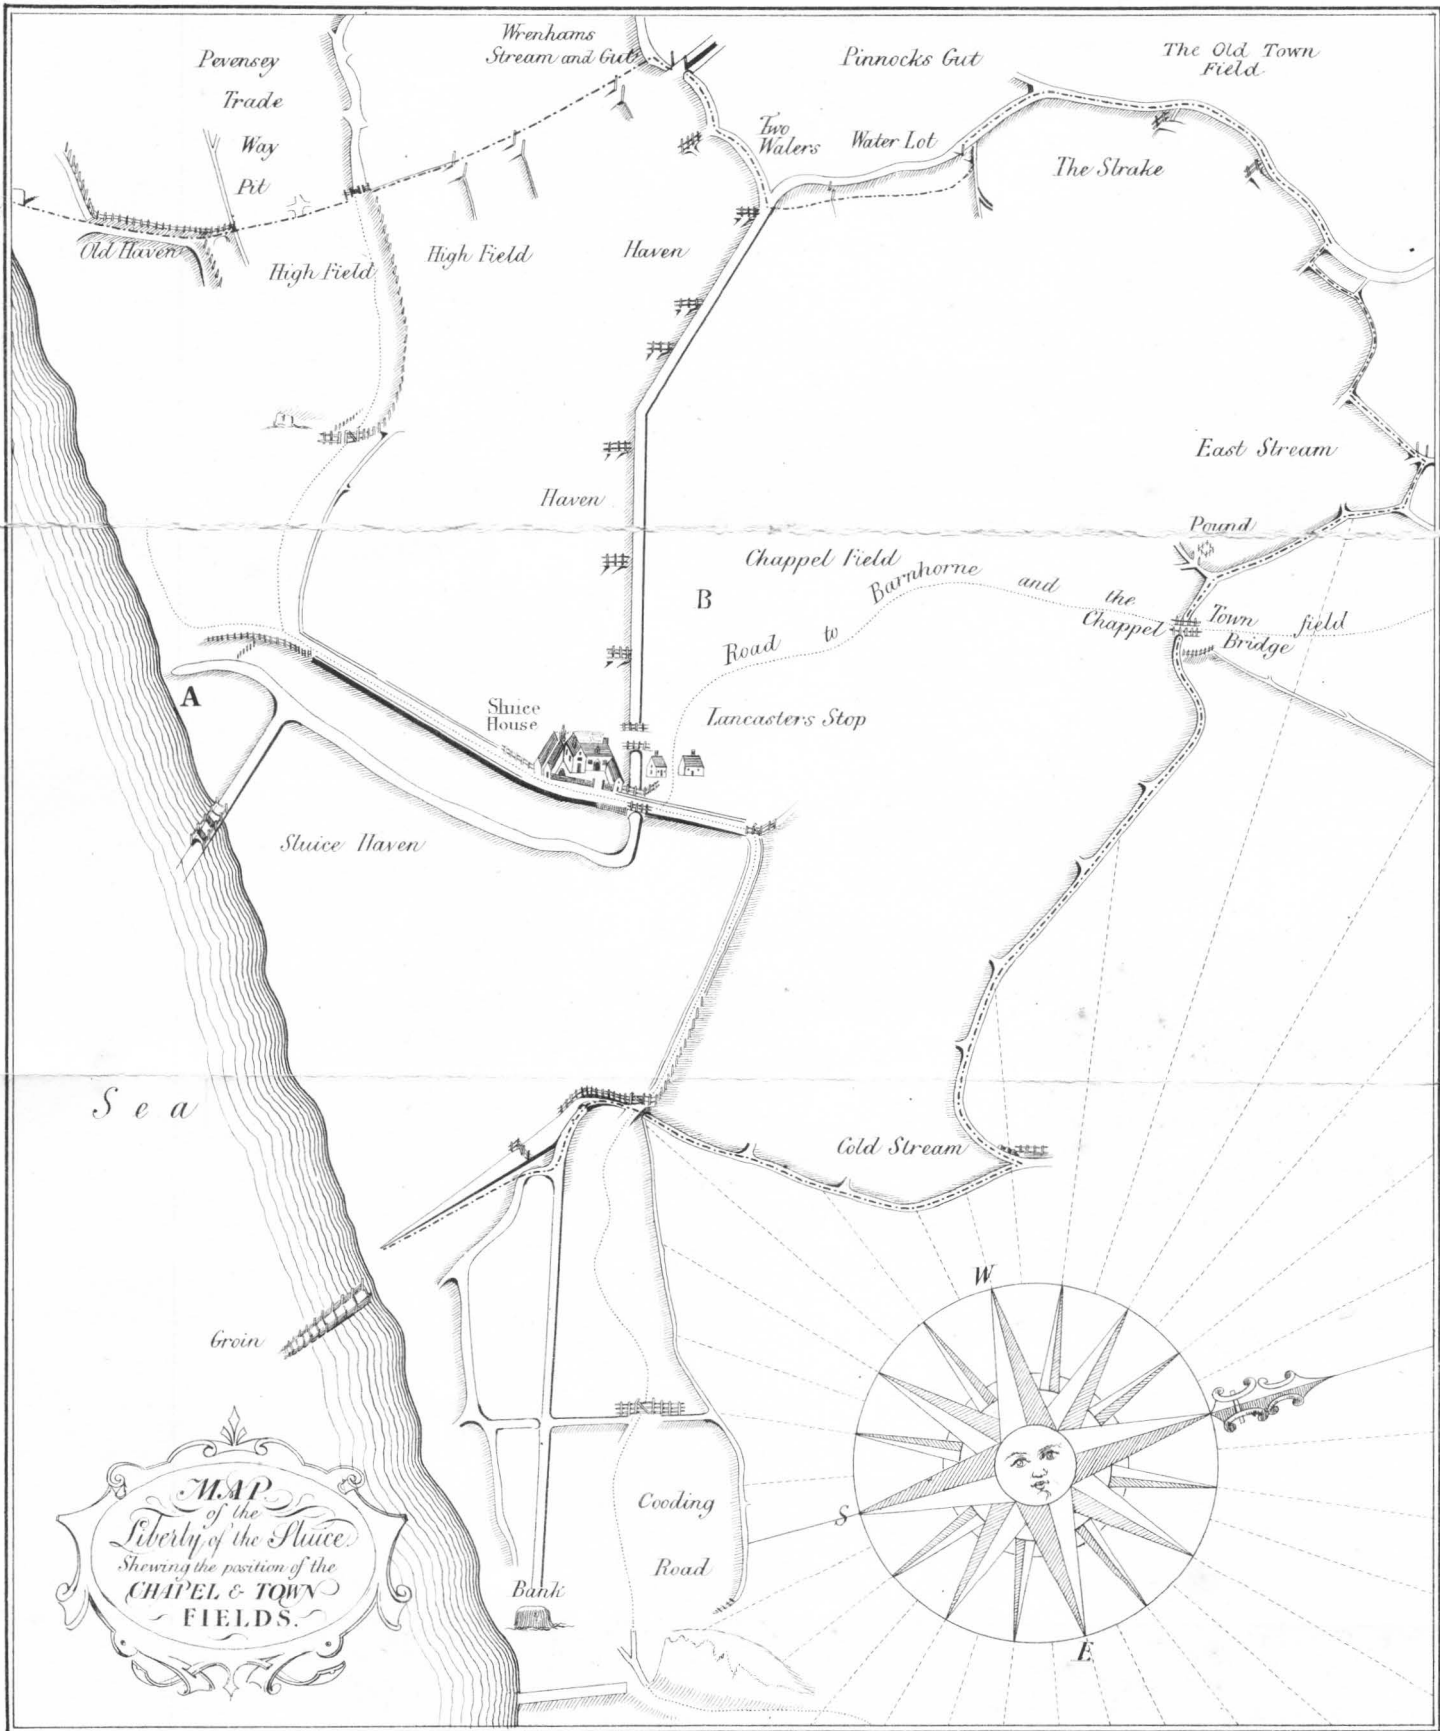 Pevensey
Trade
Way
Pit
Wrenhams
Stream and Gut
Pinnocks Gut
The Old Town
Field
Two
Walers
Water Lot
The Strake
Old Haven
High Field
High Field
Haven
East Stream
Haven
Pound
Chappel Field
B
Road to Barnhorne and the
Chappel
Town field
Bridge
A
Sluice
House
Lancasters Stop
Sluice Haven
Sea
Cold Stream
W
Groin
S
Cooding
Road
Bank
E
MAP
of the
Liberty of the Sluice
Shewing the position of the
CHAPEL & TOWN
FIELDS.